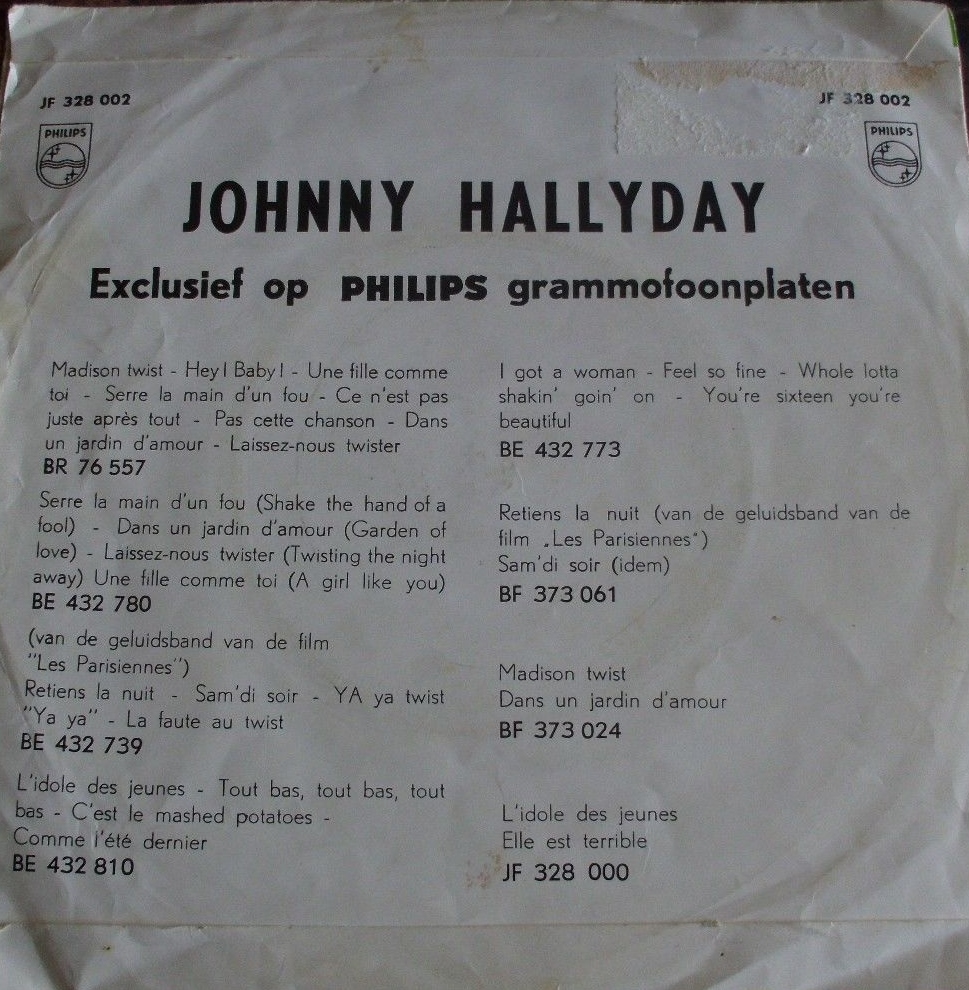 JF 328 002
JF 328 002
PHILIPS
PHILIPS
JOHNNY HALLYDAY
Exclusief op PHILIPS grammofoonplaten
Madison twist - Hey! Baby! - Une fille comme
toi - Serre la main d'un fou - Ce n'est pas
juste après tout - Pas cette chanson - Dans
un jardin d'amour - Laissez-nous twister
BR 76 557
Serre la main d'un fou (Shake the hand of a
fool) - Dans un jardin d'amour (Garden of
love) - Laissez-nous twister (Twisting the night
away) Une fille comme toi (A girl like you)
BE 432 780
(van de geluidsband van de film
"Les Parisiennes")
Retiens la nuit - Sam'di soir - YA ya twist
"Ya ya" - La faute au twist
BE 432 739
L'idole des jeunes - Tout bas, tout bas, tout
bas - C'est le mashed potatoes -
Comme l'été dernier
BE 432 810
I got a woman - Feel so fine - Whole lotta
shakin' goin' on - You're sixteen you're
beautiful
BE 432 773
Retiens la nuit (van de geluidsband van de
film „Les Parisiennes")
Sam'di soir (idem)
BF 373 061
Madison twist
Dans un jardin d'amour
BF 373 024
L'idole des jeunes
Elle est terrible
JF 328 000